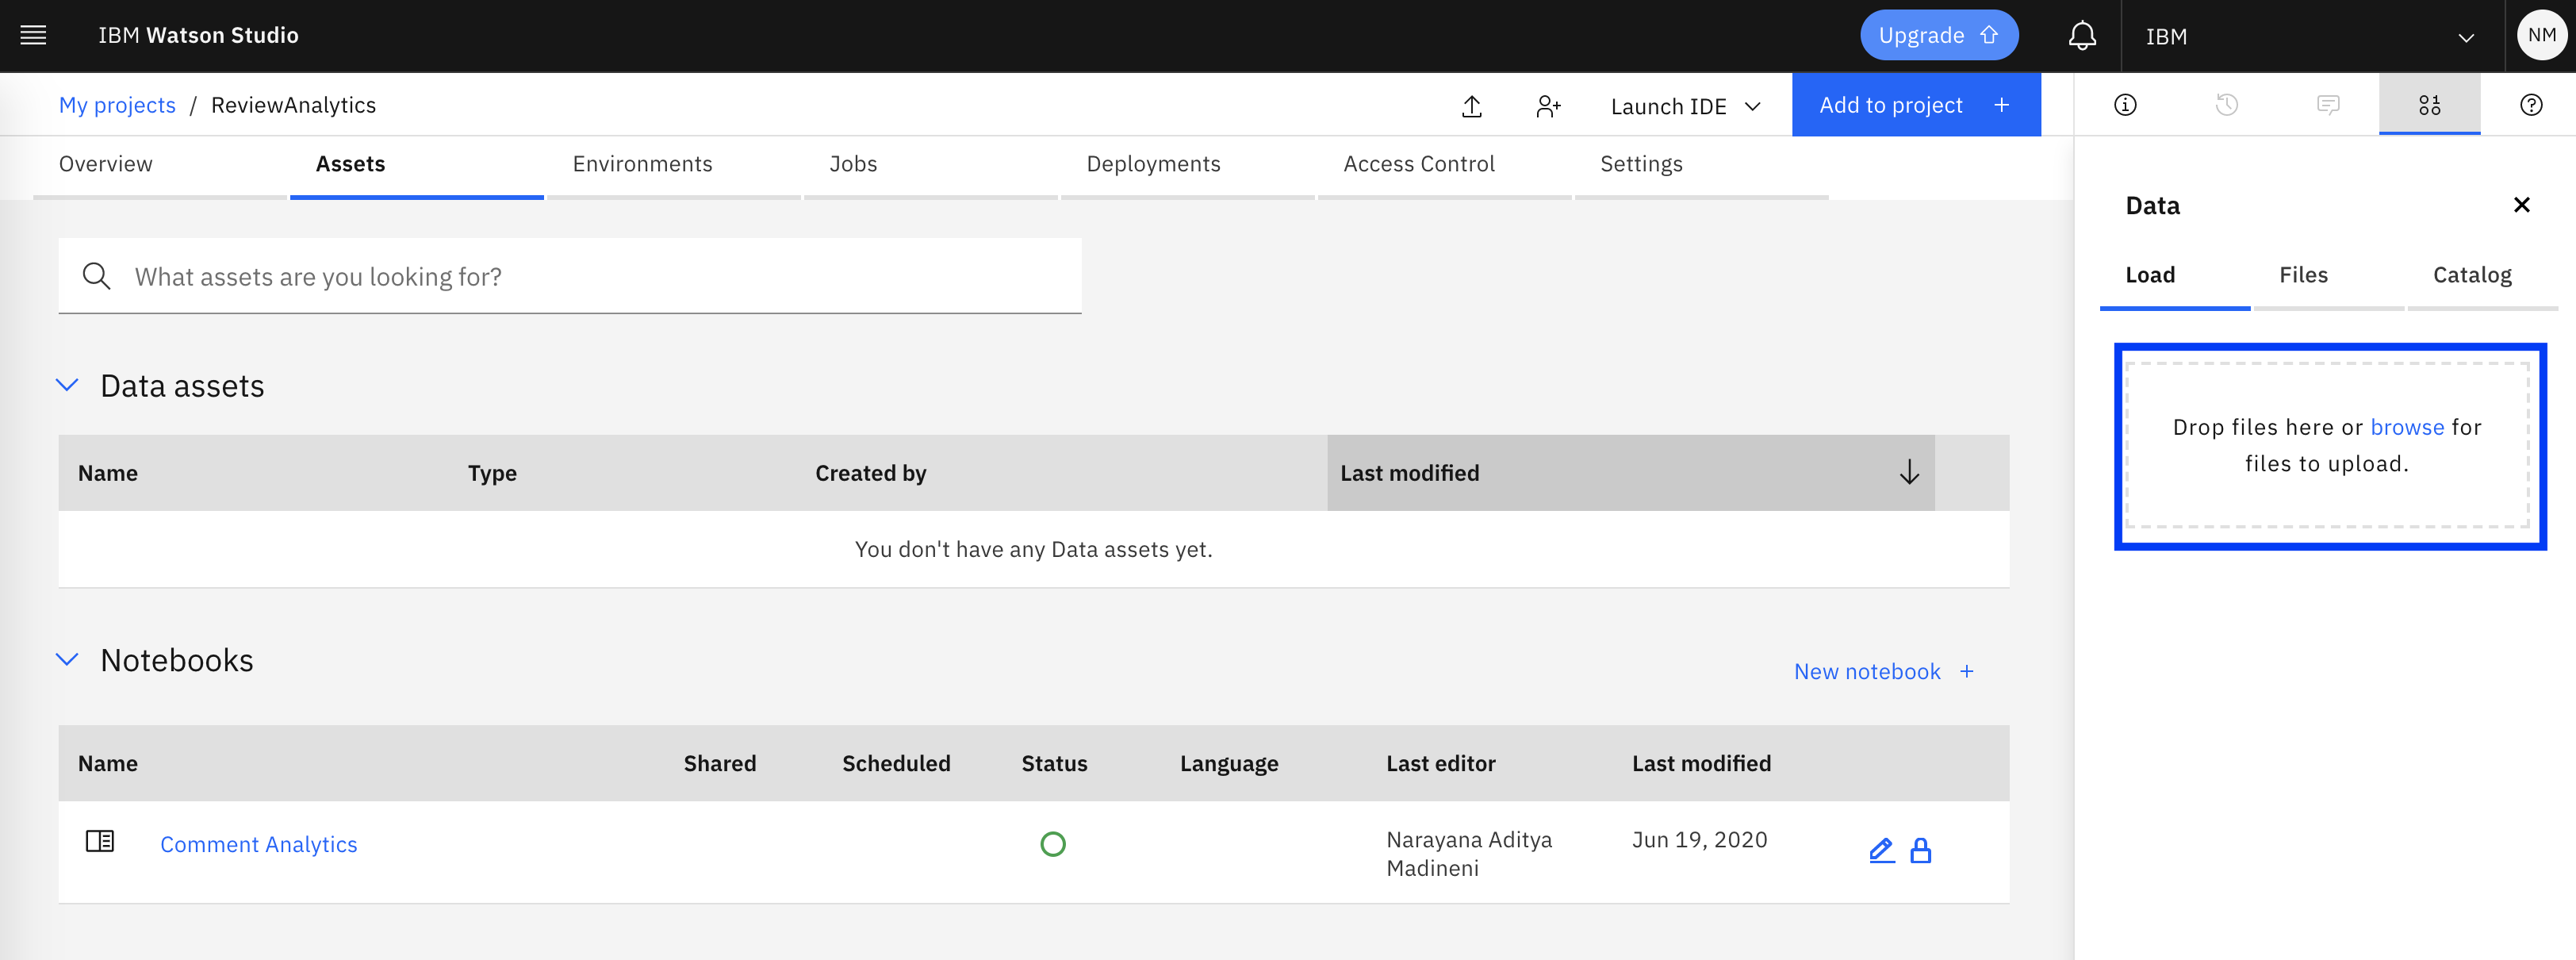 IBM Watson Studio
Upgrade
IBM
NM
My projects / ReviewAnalytics
Launch IDE
Add to project +
Overview
Assets
Environments
Jobs
Deployments
Access Control
Settings
What assets are you looking for?
Data assets
Name Type Created by Last modified
You don't have any Data assets yet.
Notebooks
New notebook +
Name Shared Scheduled Status Language Last editor Last modified
Comment Analytics Narayana Aditya Jun 19, 2020
Madineni
Data
Load Files Catalog
Drop files here or browse for
files to upload.